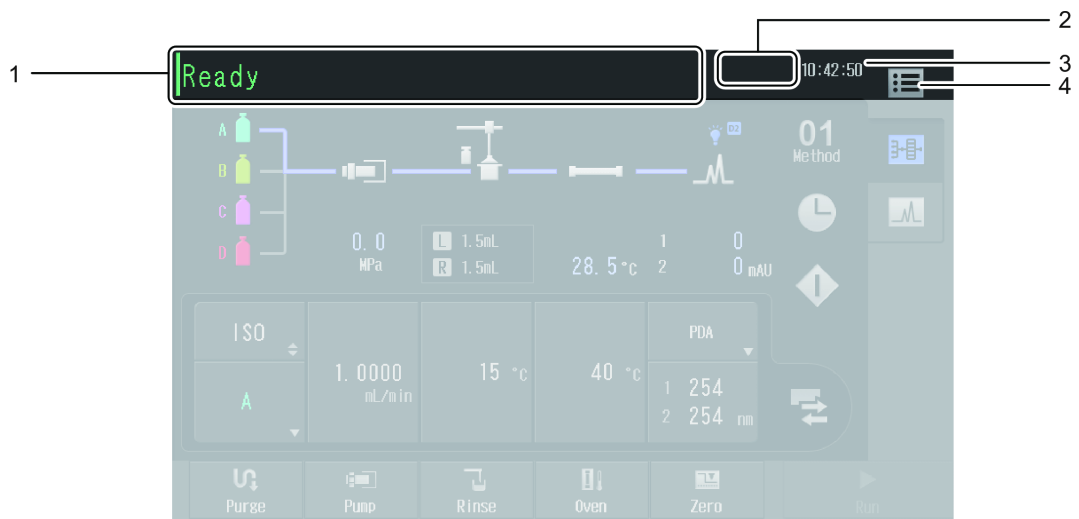 2
1
Ready
10:42:50
3
4
A
D2
01
Method
B
C
D
0.0
MPa
L 1.5mL
R 1.5mL
28.5°C
1 0
2 0 mAU
ISO
A
1.0000
mL/min
15 °C
40 °C
PDA
1 254
2 254 nm
Purge
Pump
Rinse
Oven
Zero
Run